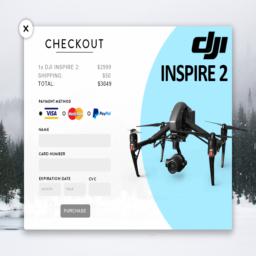 X
CHECKOUT
1x DJI INSPIRE 2: $2999
SHIPPING: $50
TOTAL: $3049
PAYMENT METHOD
VISA
MasterCard
PayPal
NAME
CARD NUMBER
EXPIRATION DATE CVC
MONTH YEAR
PURCHASE
dji
INSPIRE 2